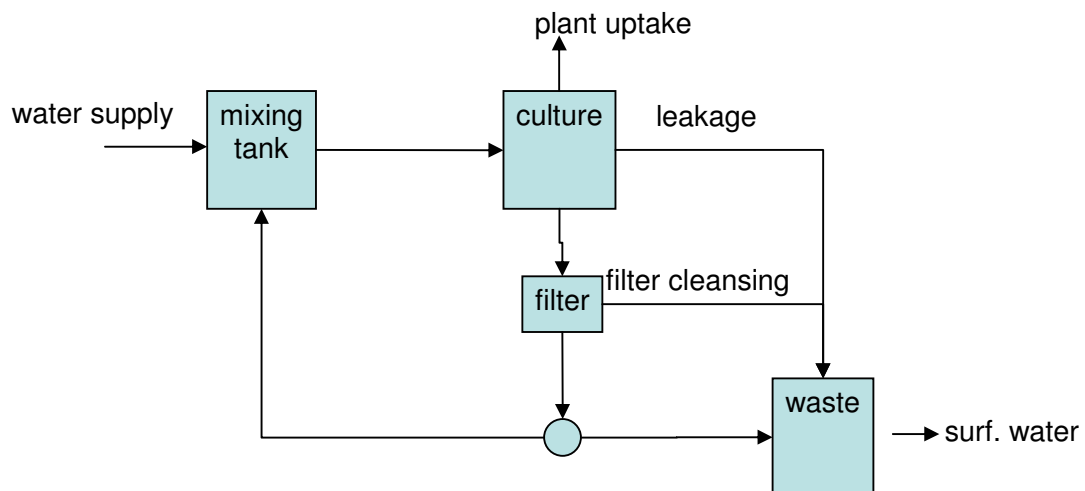 plant uptake
water supply
mixing
tank
culture
leakage
filter
filter cleansing
waste
surf. water